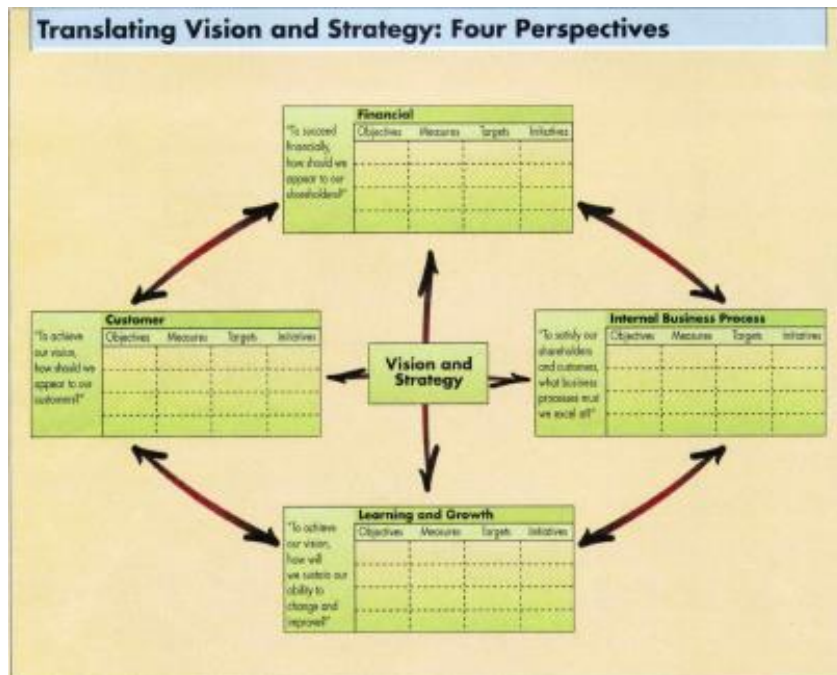 Translating Vision and Strategy: Four Perspectives
Financial
"To succeed
financially,
how should we
appear to our
shareholders?"
Objectives Measures Targets Initiatives
Customer
"To achieve
our vision,
how should we
appear to our
customers?"
Objectives Measures Targets Initiatives
Vision and
Strategy
Internal Business Process
"To satisfy our
shareholders
and customers,
what business
processes must
we excel at?"
Objectives Measures Targets Initiatives
Learning and Growth
"To achieve
our vision,
how will
we sustain our
ability to
change and
improve?"
Objectives Measures Targets Initiatives